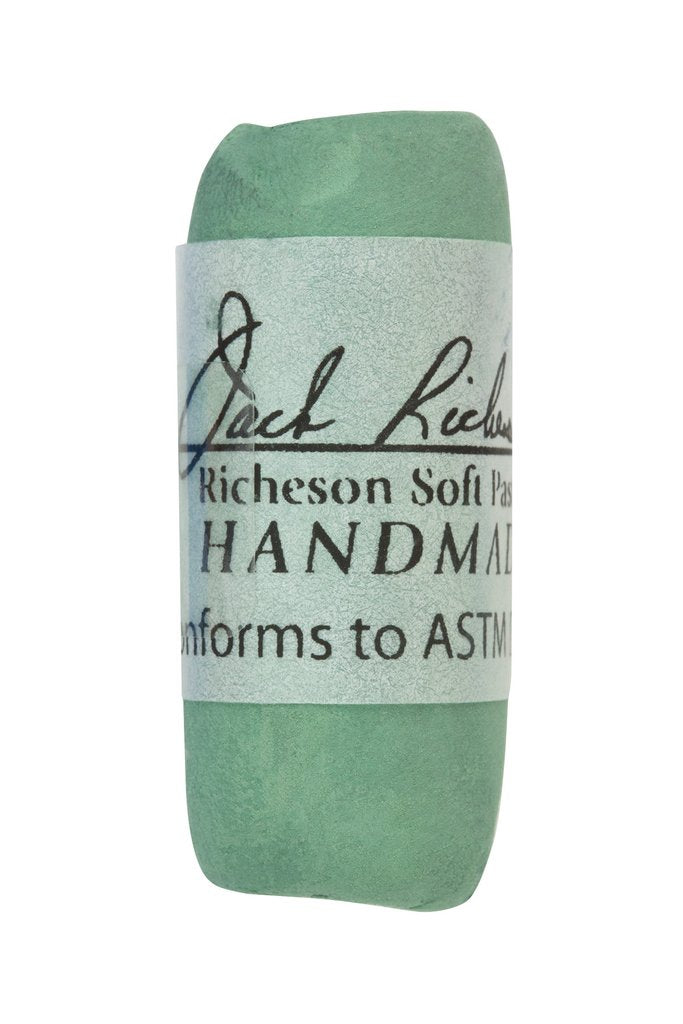 Jack Riches
Richeson Soft Pas
HANDMAD
onforms to ASTM